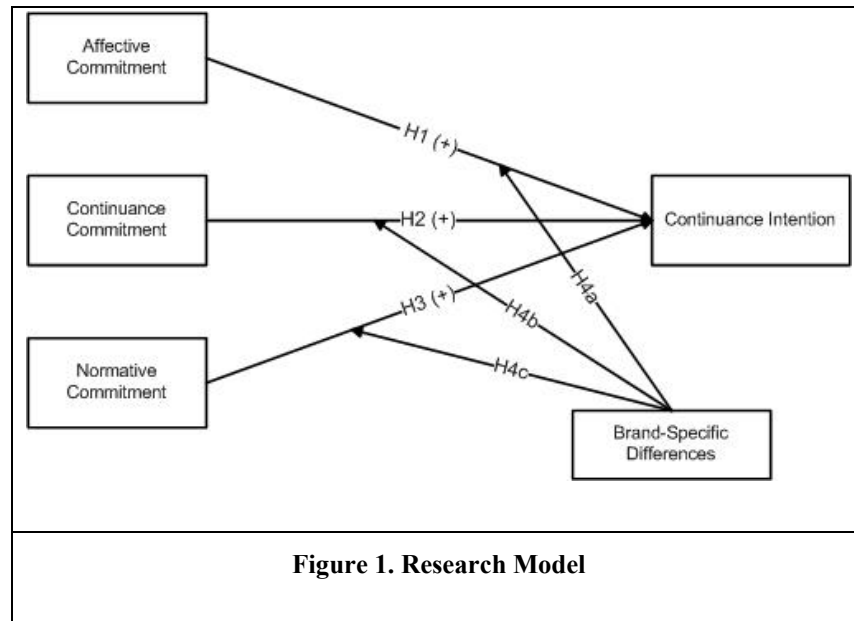 Affective
Commitment
H1 (+)
Continuance
Commitment
H2 (+)
Continuance Intention
H3 (+)
H4a
H4b
H4c
Normative
Commitment
Brand-Specific
Differences
Figure 1. Research Model